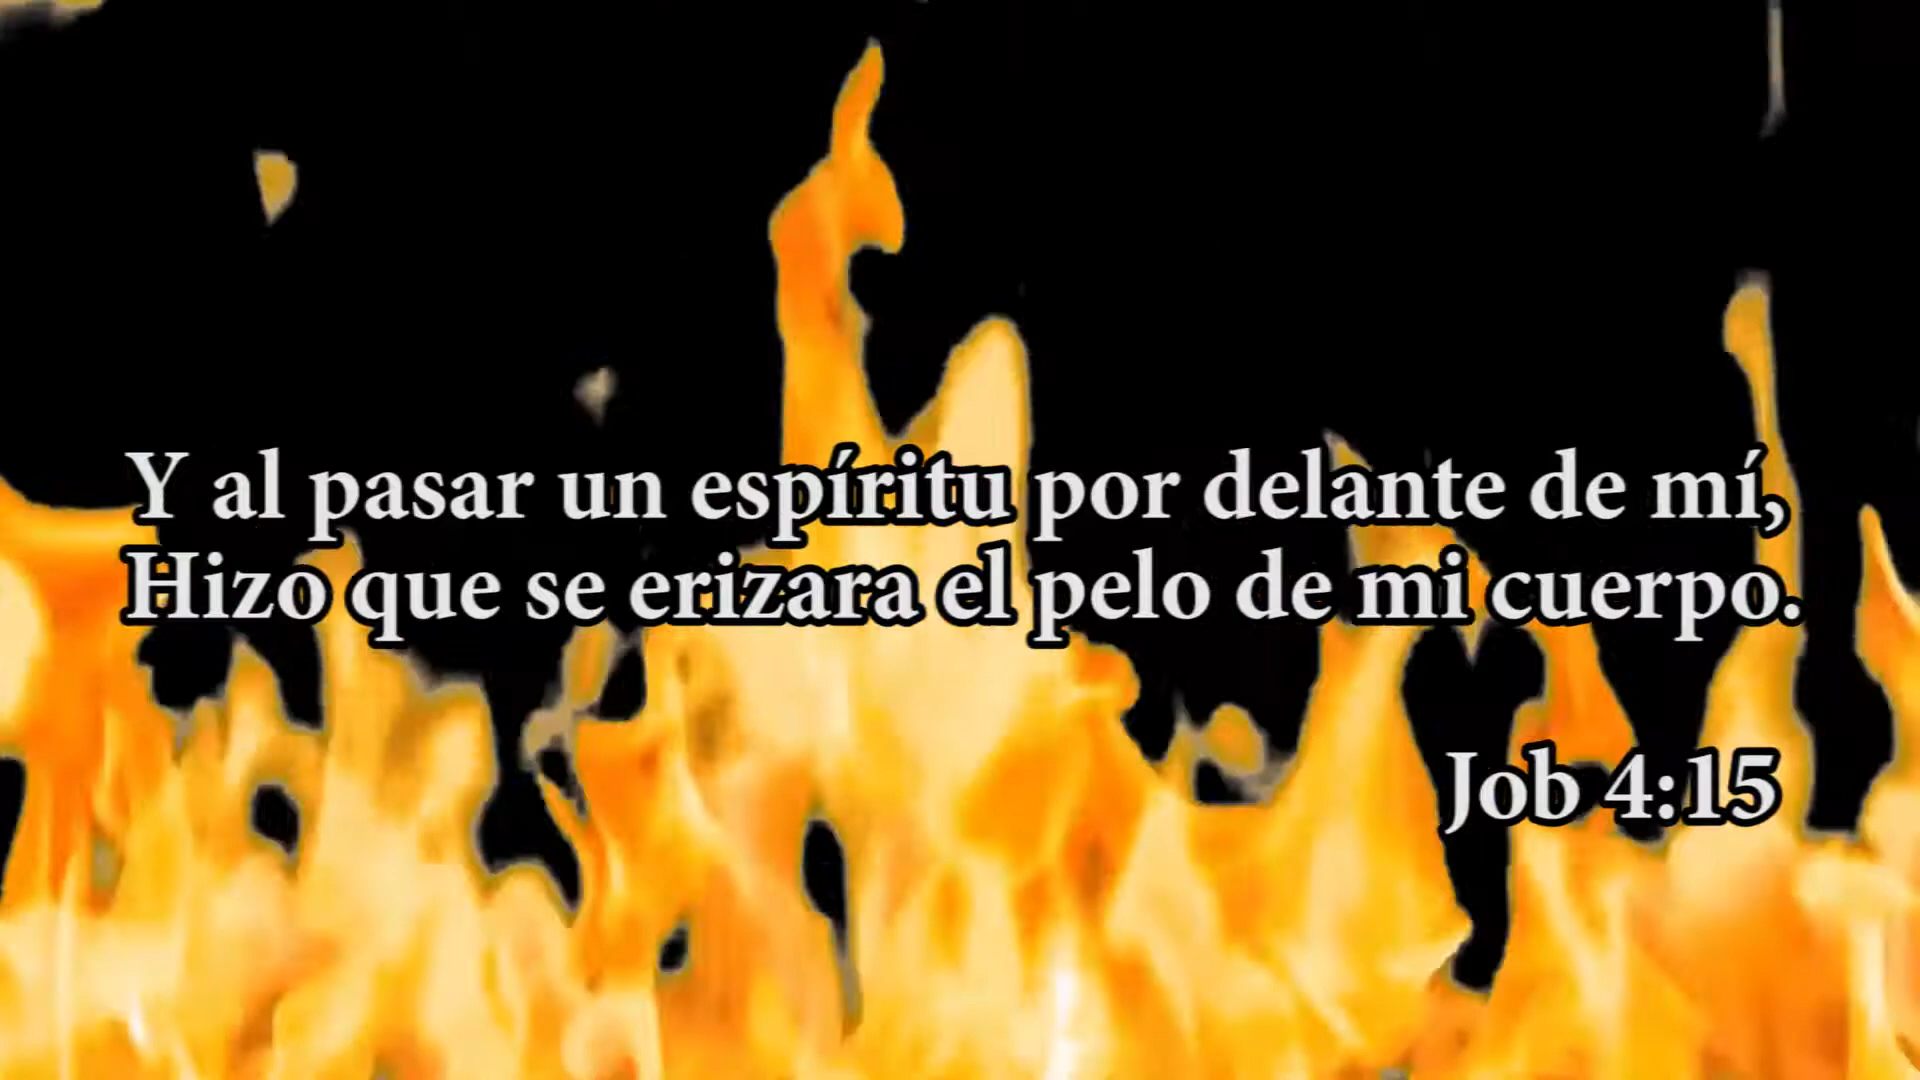 Y al pasar un espíritu por delante de mí,
Hizo que se erizara el pelo de mi cuerpo.
Job 4:15